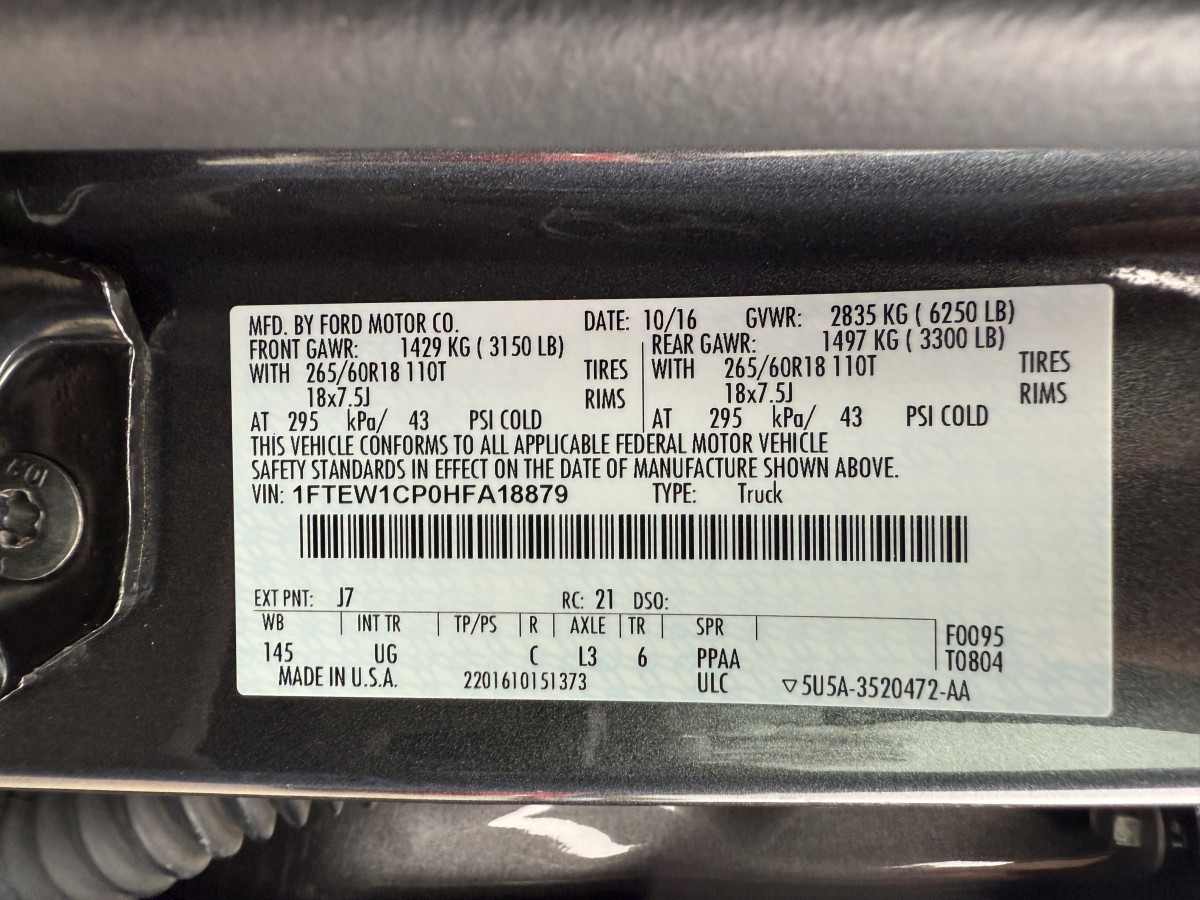 MFD. BY FORD MOTOR CO. DATE: 10/16 GVWR: 2835 KG ( 6250 LB)
FRONT GAWR: 1429 KG ( 3150 LB) REAR GAWR: 1497 KG ( 3300 LB)
WITH 265/60R18 110T TIRES WITH 265/60R18 110T TIRES
18x7.5J RIMS 18x7.5J RIMS
AT 295 kPa/ 43 PSI COLD AT 295 kPa/ 43 PSI COLD
THIS VEHICLE CONFORMS TO ALL APPLICABLE FEDERAL MOTOR VEHICLE
SAFETY STANDARDS IN EFFECT ON THE DATE OF MANUFACTURE SHOWN ABOVE.
VIN: 1FTEW1CP0HFA18879 TYPE: Truck
EXT PNT: J7 RC: 21 DSO:
WB INT TR TP/PS R AXLE TR SPR F0095
145 UG C L3 6 PPAA T0804
MADE IN U.S.A. 2201610151373 ULC ▽5U5A-3520472-AA